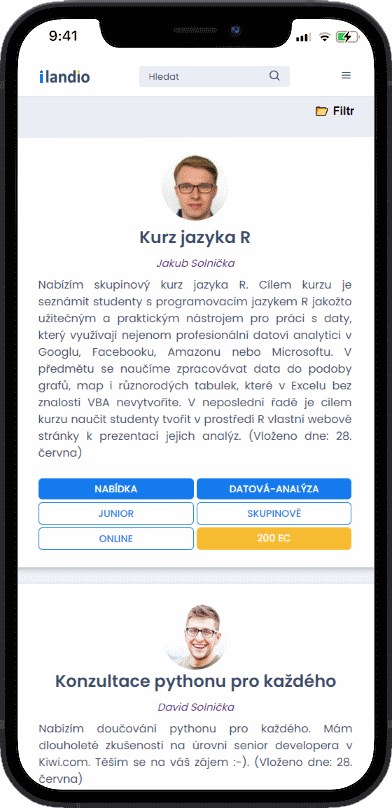 9:41
ilandio
Hledat
Filtr
Kurz jazyka R
Jakub Solnička
Nabízím skupinový kurz jazyka R. Cílem kurzu je
seznámit studenty s programovacím jazykem R jakožto
užitečným a praktickým nástrojem pro práci s daty,
který využívají nejenom profesionální datoví analytici v
Googlu, Facebooku, Amazonu nebo Microsoftu. V
předmětu se naučíme zpracovávat data do podoby
grafů, map i různorodých tabulek, které v Excelu bez
znalosti VBA nevytvoříte. V neposlední řadě je cílem
kurzu naučit studenty tvořit v prostředí R vlastní webové
stránky k prezentaci jejich analýz. (Vloženo dne: 28.
června)
NABÍDKA
DATOVÁ-ANALÝZA
JUNIOR
SKUPINOVÉ
ONLINE
200 EC
Konzultace pythonu pro každého
David Solnička
Nabízím doučování pythonu pro každého. Mám
dlouholeté zkušenosti na úrovni senior developera v
Kiwi.com. Těším se na váš zájem :-). (Vloženo dne: 28.
června)